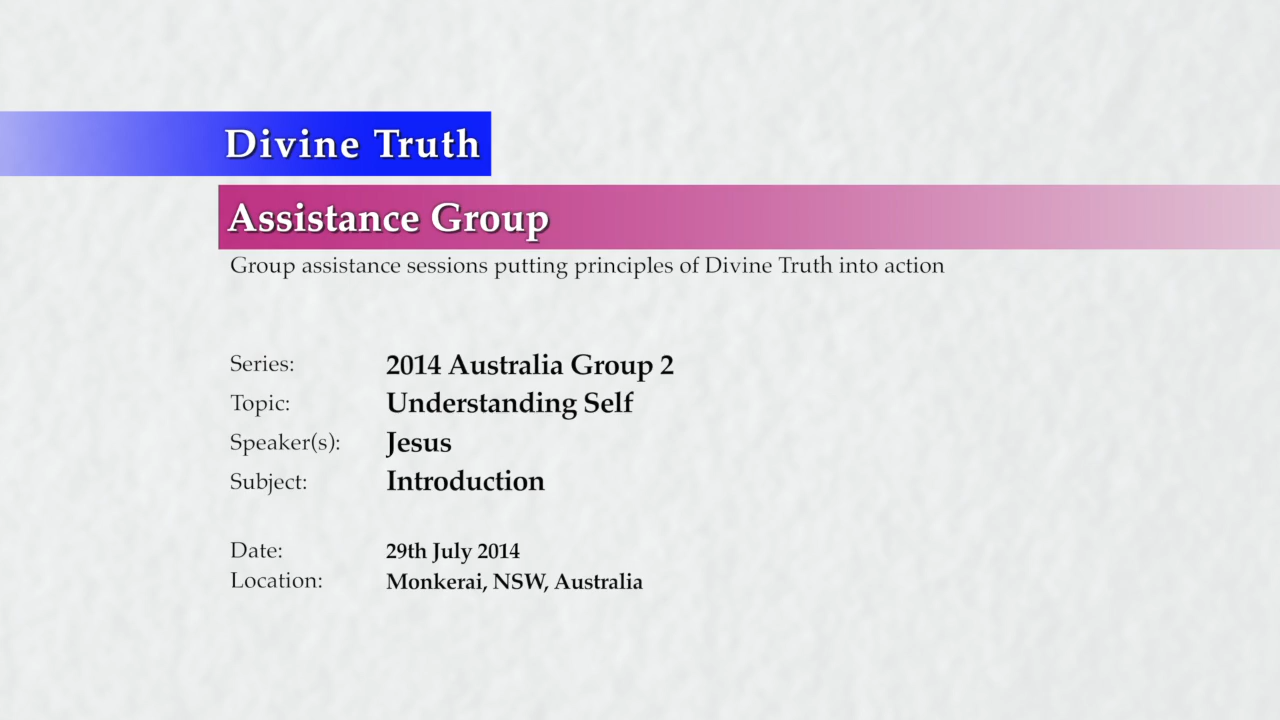 Divine Truth
Assistance Group
Group assistance sessions putting principles of Divine Truth into action
Series: 2014 Australia Group 2
Topic: Understanding Self
Speaker(s): Jesus
Subject: Introduction
Date: 29th July 2014
Location: Monkerai, NSW, Australia